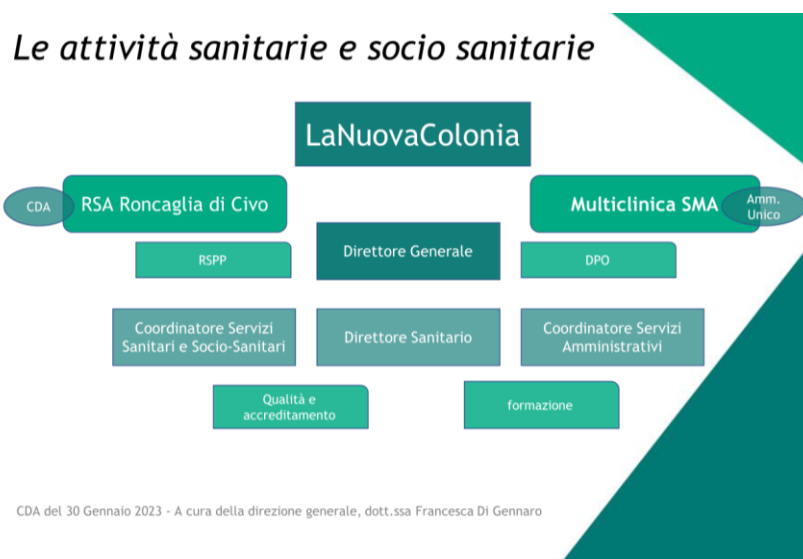 Le attività sanitarie e socio sanitarie
LaNuovaColonia
CDA
RSA Roncaglia di Civo
Multiclinica SMA
Amm.
Unico
RSPP
Direttore Generale
DPO
Coordinatore Servizi
Sanitari e Socio-Sanitari
Direttore Sanitario
Coordinatore Servizi
Amministrativi
Qualità e
accreditamento
formazione
CDA del 30 Gennaio 2023 - A cura della direzione generale, dott.ssa Francesca Di Gennaro